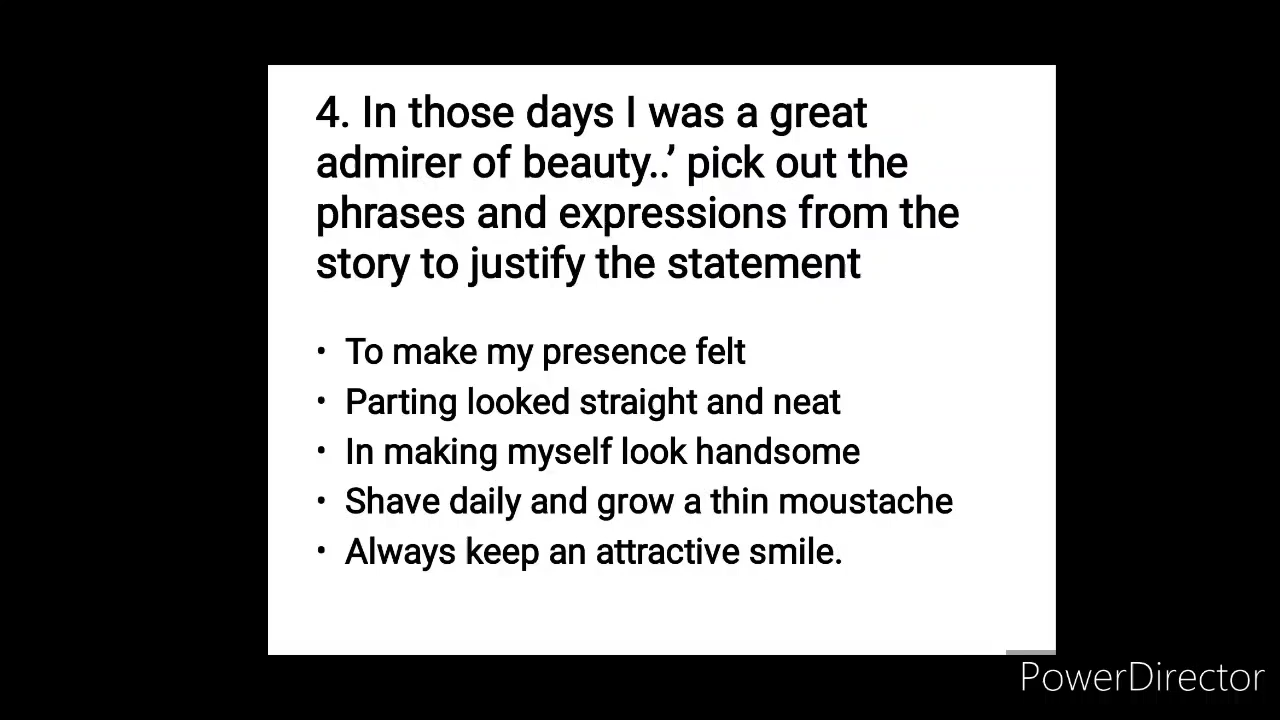 4. In those days I was a great
admirer of beauty..’ pick out the
phrases and expressions from the
story to justify the statement
• To make my presence felt
• Parting looked straight and neat
• In making myself look handsome
• Shave daily and grow a thin moustache
• Always keep an attractive smile.
PowerDirector